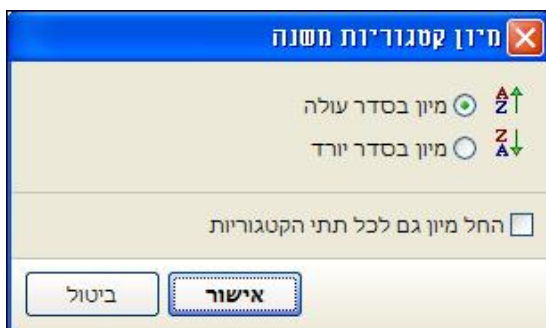 מיון קטגוריות משנה
A
Z
מיון בסדר עולה
Z
A
מיון בסדר יורד
החל מיון גם לכל תתי הקטגוריות
אישור
ביטול